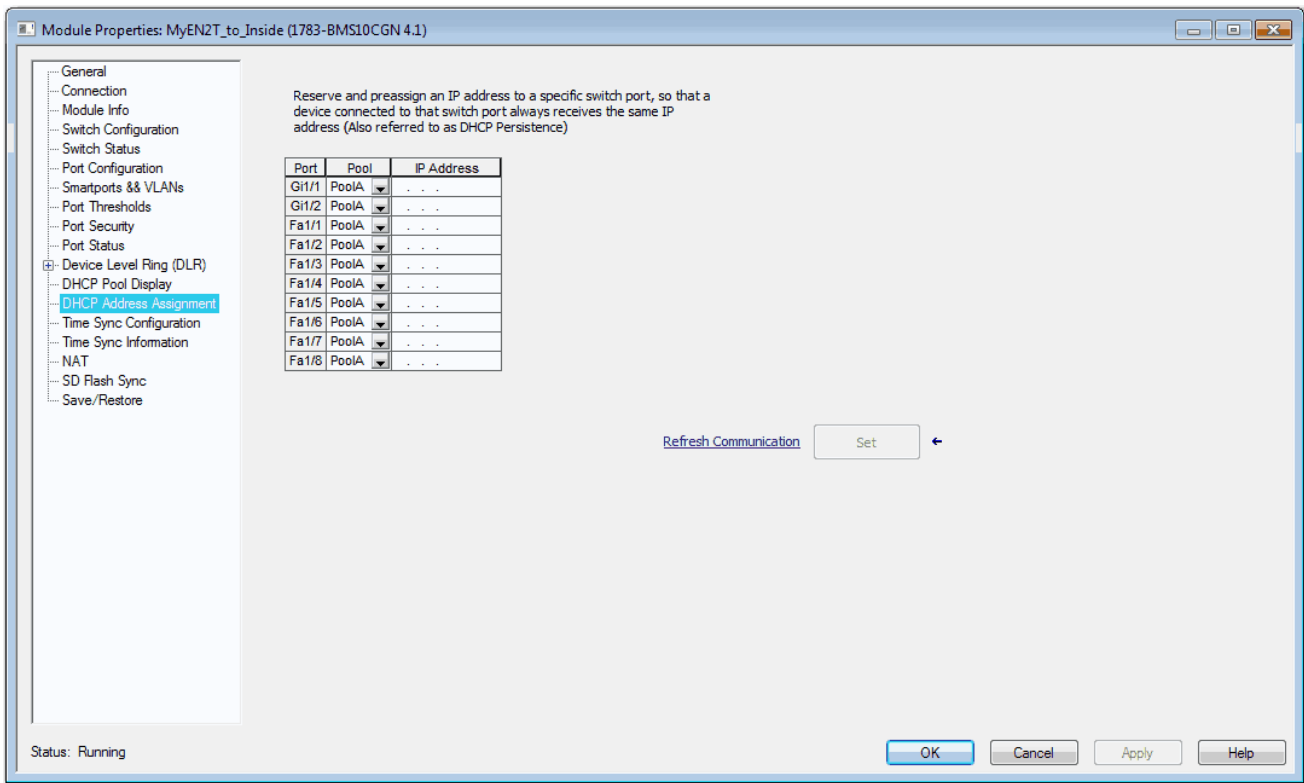 Module Properties: MyEN2T_to_Inside (1783-BMS10CGN 4.1)
General
Connection
Module Info
Switch Configuration
Switch Status
Port Configuration
Smartports && VLANs
Port Thresholds
Port Security
Port Status
Device Level Ring (DLR)
DHCP Pool Display
DHCP Address Assignment
Time Sync Configuration
Time Sync Information
NAT
SD Flash Sync
Save/Restore
Reserve and preassign an IP address to a specific switch port, so that a
device connected to that switch port always receives the same IP
address (Also referred to as DHCP Persistence)
Port Pool IP Address
Gi1/1 PoolA . . .
Gi1/2 PoolA . . .
Fa1/1 PoolA . . .
Fa1/2 PoolA . . .
Fa1/3 PoolA . . .
Fa1/4 PoolA . . .
Fa1/5 PoolA . . .
Fa1/6 PoolA . . .
Fa1/7 PoolA . . .
Fa1/8 PoolA . . .
Refresh Communication Set
Status: Running OK Cancel Apply Help